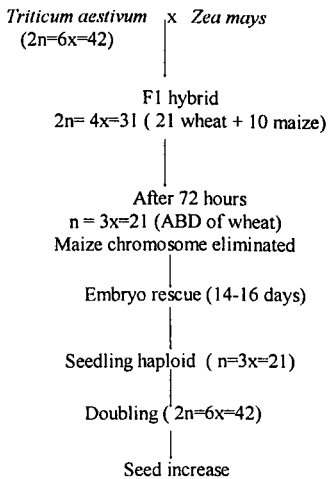 Triticum aestivum x Zea mays
(2n=6x=42)
F1 hybrid
2n= 4x=31 ( 21 wheat + 10 maize)
After 72 hours
n = 3x=21 (ABD of wheat)
Maize chromosome eliminated
Embryo rescue (14-16 days)
Seedling haploid ( n=3x=21)
Doubling ( 2n=6x=42)
Seed increase